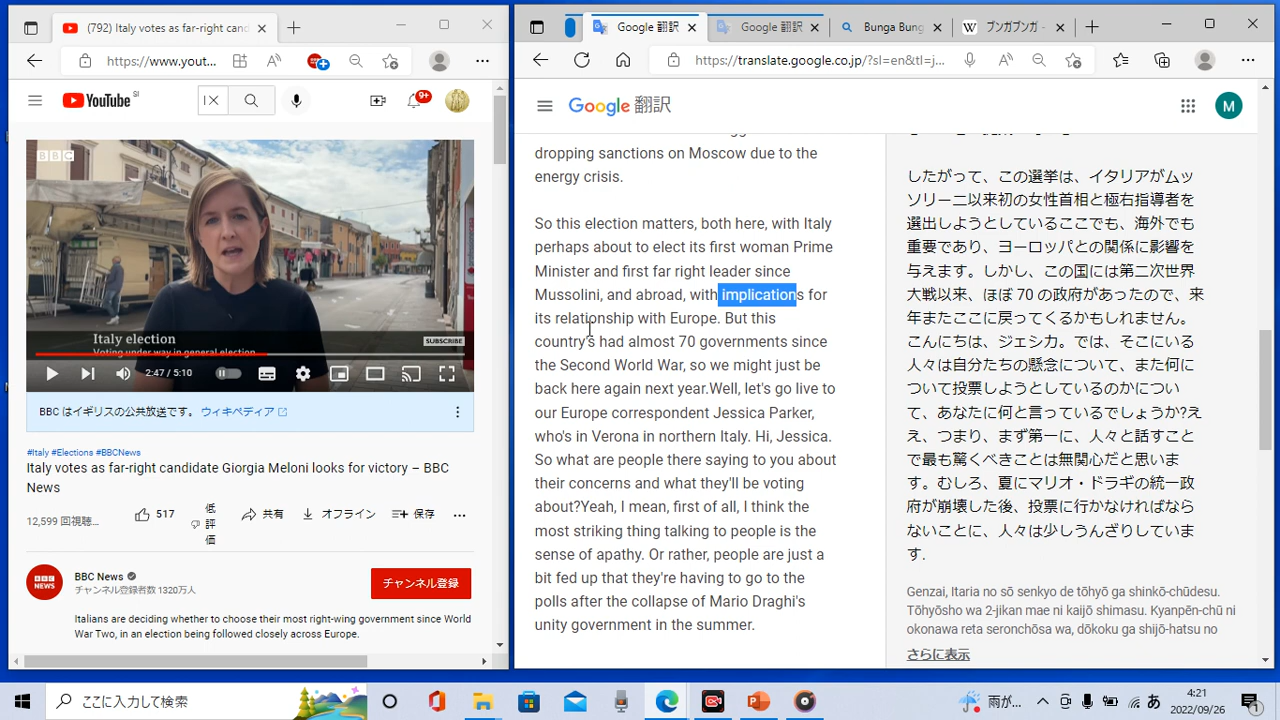 (792) Italy votes as far-right cand
https://www.yout...
YouTube SI
9+
BBC
Italy election
Voting under way in general election
SUBSCRIBE
2:47 / 5:10
BBC はイギリスの公共放送です。 ウィキペディア
#Italy #Elections #BBCNews
Italy votes as far-right candidate Giorgia Meloni looks for victory – BBC
News
12,599 回視聴...
517
低評価
共有
オフライン
保存
BBC NEWS
BBC News
チャンネル登録者数 1320万人
チャンネル登録
Italians are deciding whether to choose their most right-wing government since World
War Two, in an election being followed closely across Europe.
Google 翻訳
Google 翻訳
Bunga Bung
ブンガブンガ -
https://translate.google.co.jp/?sl=en&tl=j...
Google 翻訳
M
dropping sanctions on Moscow due to the
energy crisis.
So this election matters, both here, with Italy
perhaps about to elect its first woman Prime
Minister and first far right leader since
Mussolini, and abroad, with implications for
its relationship with Europe. But this
country's had almost 70 governments since
the Second World War, so we might just be
back here again next year.Well, let's go live to
our Europe correspondent Jessica Parker,
who's in Verona in northern Italy. Hi, Jessica.
So what are people there saying to you about
their concerns and what they'll be voting
about?Yeah, I mean, first of all, I think the
most striking thing talking to people is the
sense of apathy. Or rather, people are just a
bit fed up that they're having to go to the
polls after the collapse of Mario Draghi's
unity government in the summer.
したがって、この選挙は、イタリアがムッ
ソリーニ以来初の女性首相と極右指導者を
選出しようとしているここでも、海外でも
重要であり、ヨーロッパとの関係に影響を
与えます。しかし、この国には第二次世界
大戦以来、ほぼ 70 の政府があったので、来
年またここに戻ってくるかもしれません。
こんにちは、ジェシカ。では、そこにいる
人々は自分たちの懸念について、また何に
ついて投票しようとしているのかについ
て、あなたに何と言っているでしょうか?え
え、つまり、まず第一に、人々と話すこと
で最も驚くべきことは無関心だと思いま
す。むしろ、夏にマリオ・ドラギの統一政
府が崩壊した後、投票に行かなければなら
ないことに、人々は少しうんざりしていま
す.
Genzai, Itaria no sō senkyo de tōhyō ga shinkō-chūdesu.
Tōhyōsho wa 2-jikan mae ni kaijō shimasu. Kyanpēn-chū ni
okonawa reta seronchōsa wa, dōkoku ga shijō-hatsu no
さらに表示
ここに入力して検索
雨が...
あ
4:21
2022/09/26
1